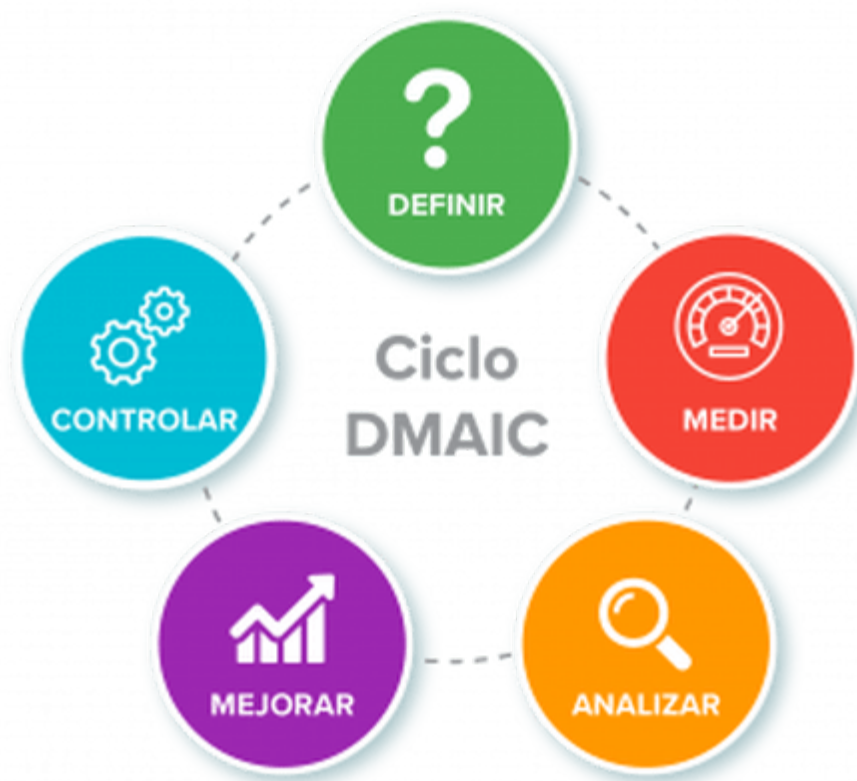 DEFINIR
MEDIR
ANALIZAR
MEJORAR
CONTROLAR
Ciclo
DMAIC